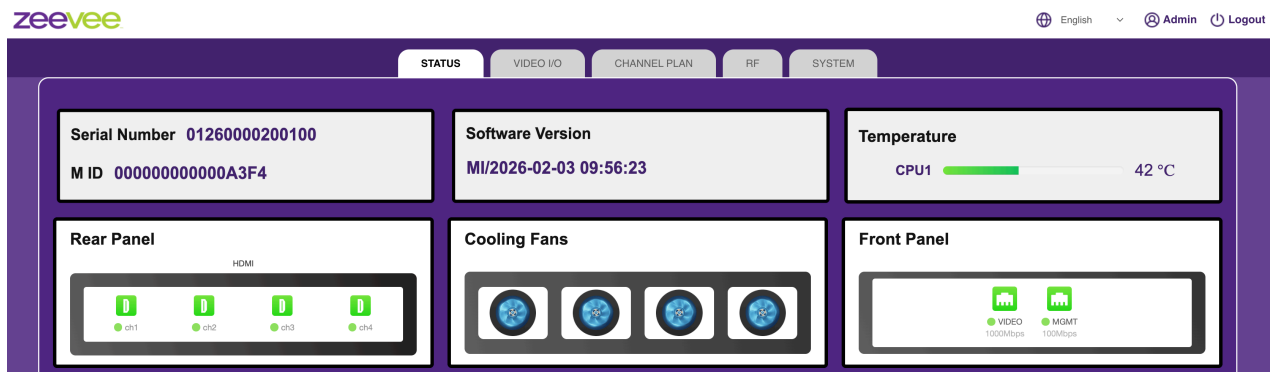 zeevee
English
Admin
Logout
STATUS
VIDEO I/O
CHANNEL PLAN
RF
SYSTEM
Serial Number 01260000200100
M ID 000000000000A3F4
Software Version
MI/2026-02-03 09:56:23
Temperature
CPU1 42 °C
Rear Panel
HDMI
ch1 ch2 ch3 ch4
Cooling Fans
Front Panel
VIDEO MGMT
1000Mbps 100Mbps